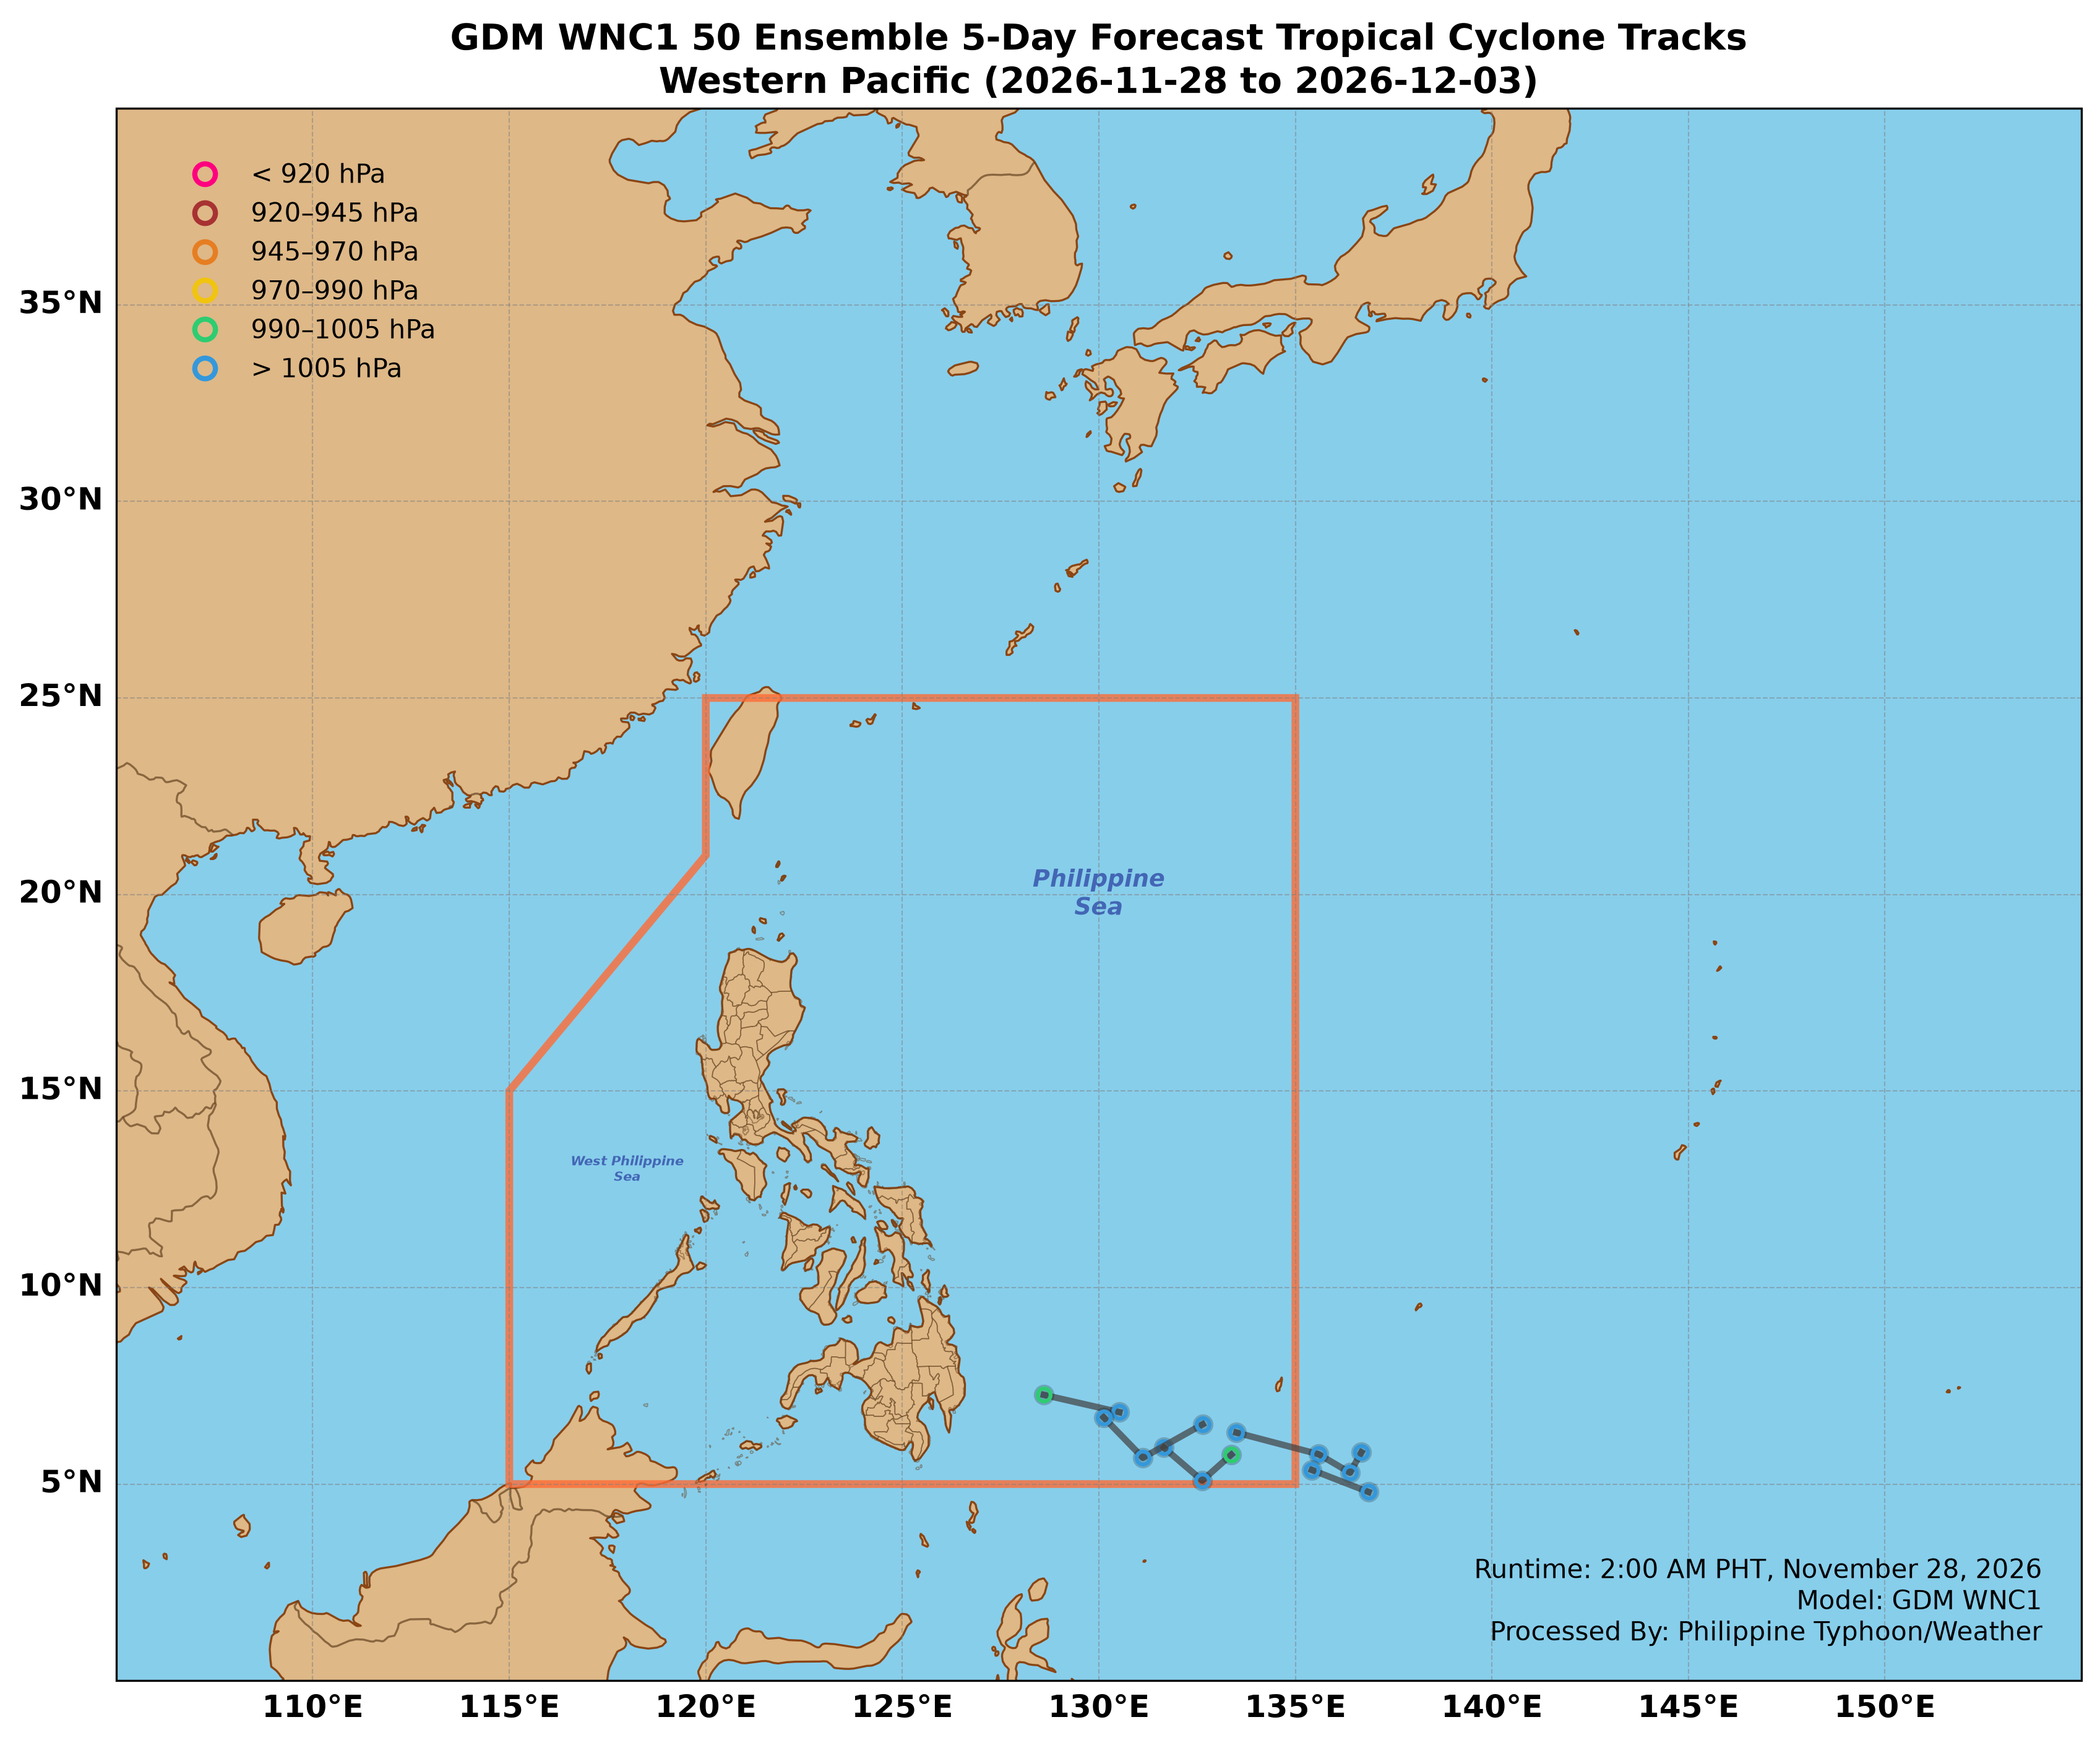 GDM WNC1 50 Ensemble 5-Day Forecast Tropical Cyclone Tracks
Western Pacific (2026-11-28 to 2026-12-03)
< 920 hPa
920–945 hPa
945–970 hPa
970–990 hPa
990–1005 hPa
> 1005 hPa
35°N
30°N
25°N
20°N
15°N
10°N
5°N
Philippine
Sea
West Philippine
Sea
Runtime: 2:00 AM PHT, November 28, 2026
Model: GDM WNC1
Processed By: Philippine Typhoon/Weather
110°E 115°E 120°E 125°E 130°E 135°E 140°E 145°E 150°E